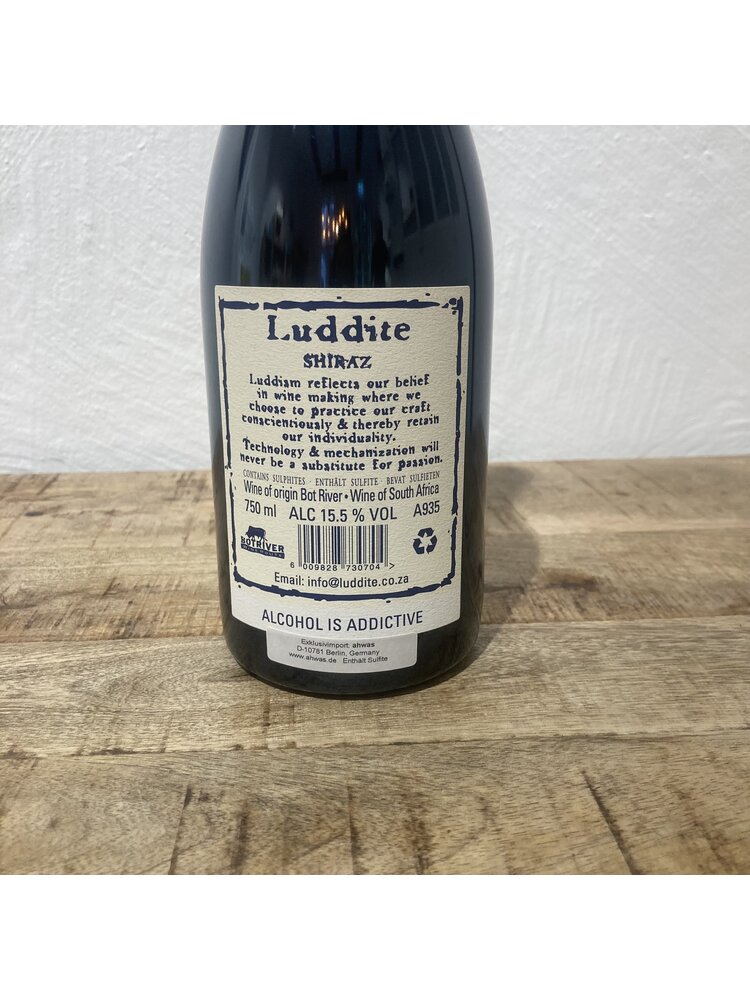 Luddite
SHIRAZ
Luddism reflects our belief
in wine making where we
choose to practice our craft
conscientiously & thereby retain
our individuality.
Technology & mechanization will
never be a substitute for passion.
CONTAINS SULPHITES · ENTHÄLT SULFITE · BEVAT SULFIETEN
Wine of origin Bot River • Wine of South Africa
750 ml ALC 15.5 % VOL A935
BOTRIVER
6 009828 730704 >
Email: info@luddite.co.za
ALCOHOL IS ADDICTIVE
Exklusivimport: ahwas
D-10781 Berlin, Germany
www.ahwas.de Enthält Sulfite